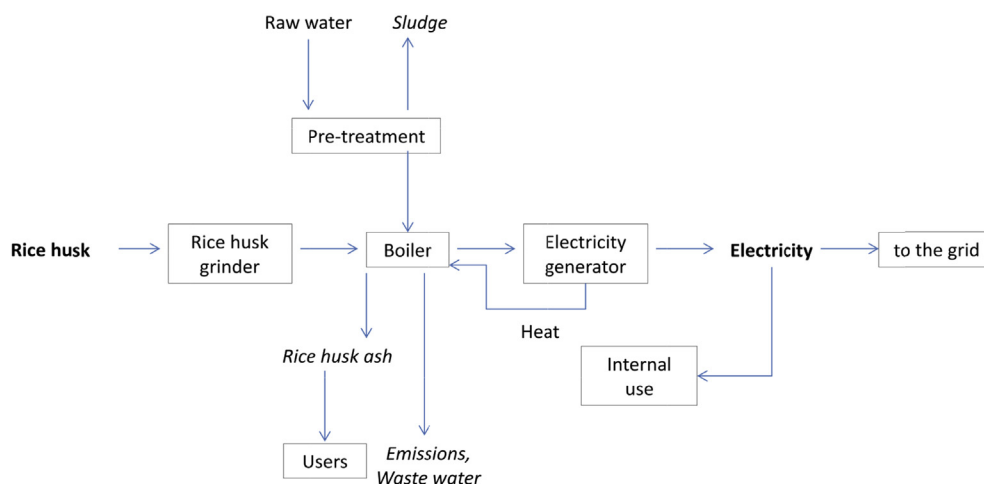 Raw water
Sludge
Pre-treatment
Rice husk
Rice husk
grinder
Boiler
Electricity
generator
Electricity
to the grid
Heat
Rice husk ash
Internal
use
Users
Emissions,
Waste water